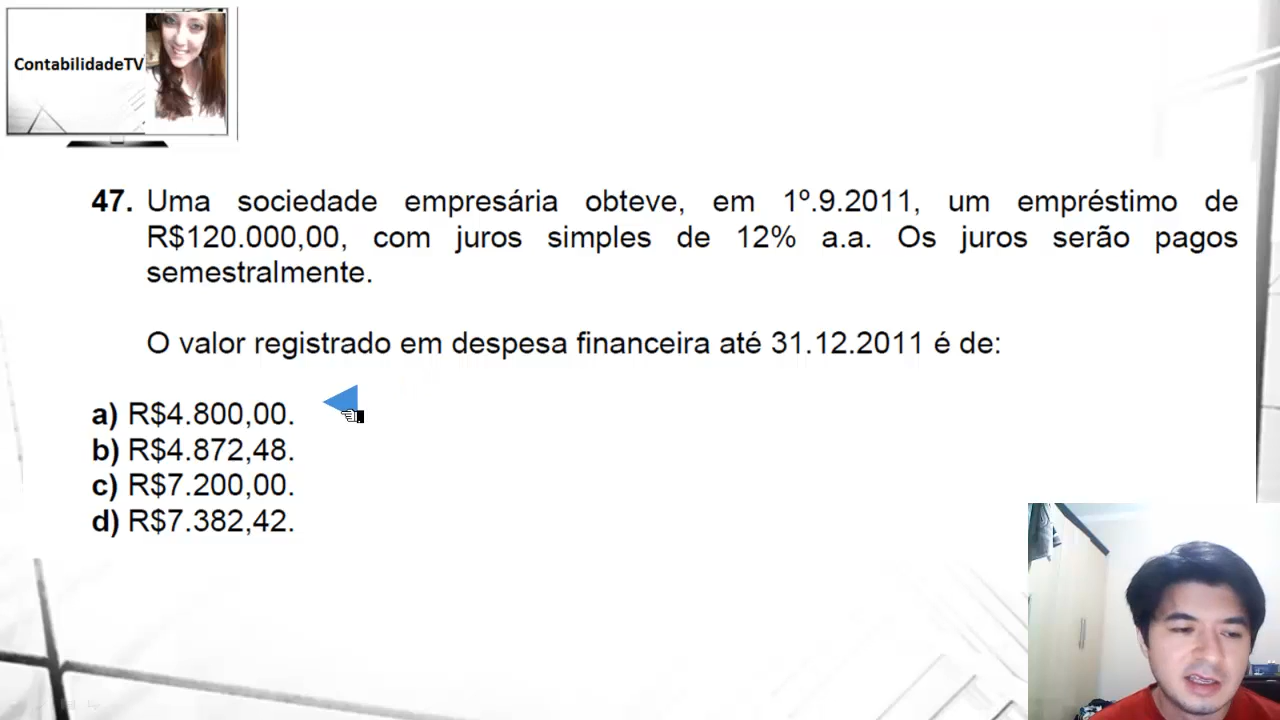 ContabilidadeTV
47. Uma sociedade empresária obteve, em 1º.9.2011, um empréstimo de
R$120.000,00, com juros simples de 12% a.a. Os juros serão pagos
semestralmente.
O valor registrado em despesa financeira até 31.12.2011 é de:
a) R$4.800,00.
b) R$4.872,48.
c) R$7.200,00.
d) R$7.382,42.